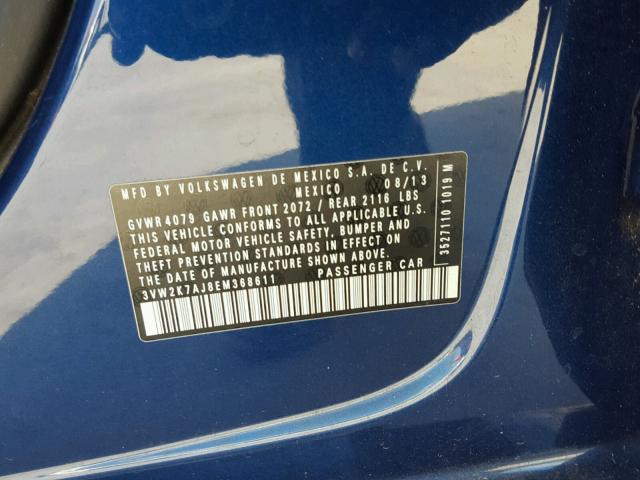 MFD BY VOLKSWAGEN DE MEXICO S.A. DE C.V.
MEXICO 08/13
GVWR 4079 GAWR FRONT 2072 / REAR 2116 LBS
THIS VEHICLE CONFORMS TO ALL APPLICABLE U.S.
FEDERAL MOTOR VEHICLE SAFETY, BUMPER AND
THEFT PREVENTION STANDARDS IN EFFECT ON
THE DATE OF MANUFACTURE SHOWN ABOVE.
3VW2K7AJ8EM368611 PASSENGER CAR
3527110 1019 M